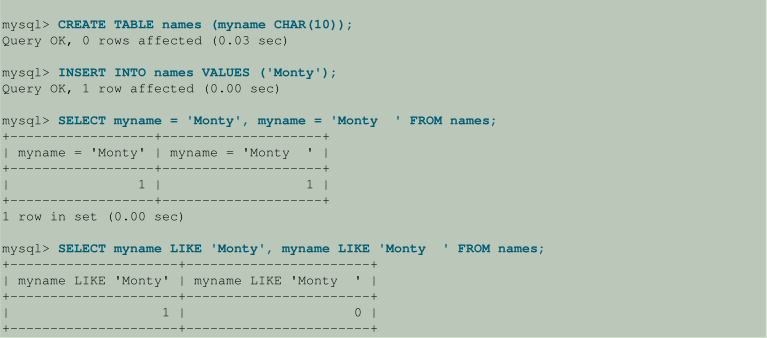 mysql> CREATE TABLE names (myname CHAR(10));
Query OK, 0 rows affected (0.03 sec)
mysql> INSERT INTO names VALUES ('Monty');
Query OK, 1 row affected (0.00 sec)
mysql> SELECT myname = 'Monty', myname = 'Monty  ' FROM names;
+------------------+--------------------+
| myname = 'Monty' | myname = 'Monty  ' |
+------------------+--------------------+
|                1 |                  1 |
+------------------+--------------------+
1 row in set (0.00 sec)
mysql> SELECT myname LIKE 'Monty', myname LIKE 'Monty  ' FROM names;
+---------------------+-----------------------+
| myname LIKE 'Monty' | myname LIKE 'Monty  ' |
+---------------------+-----------------------+
|                   1 |                     0 |
+---------------------+-----------------------+